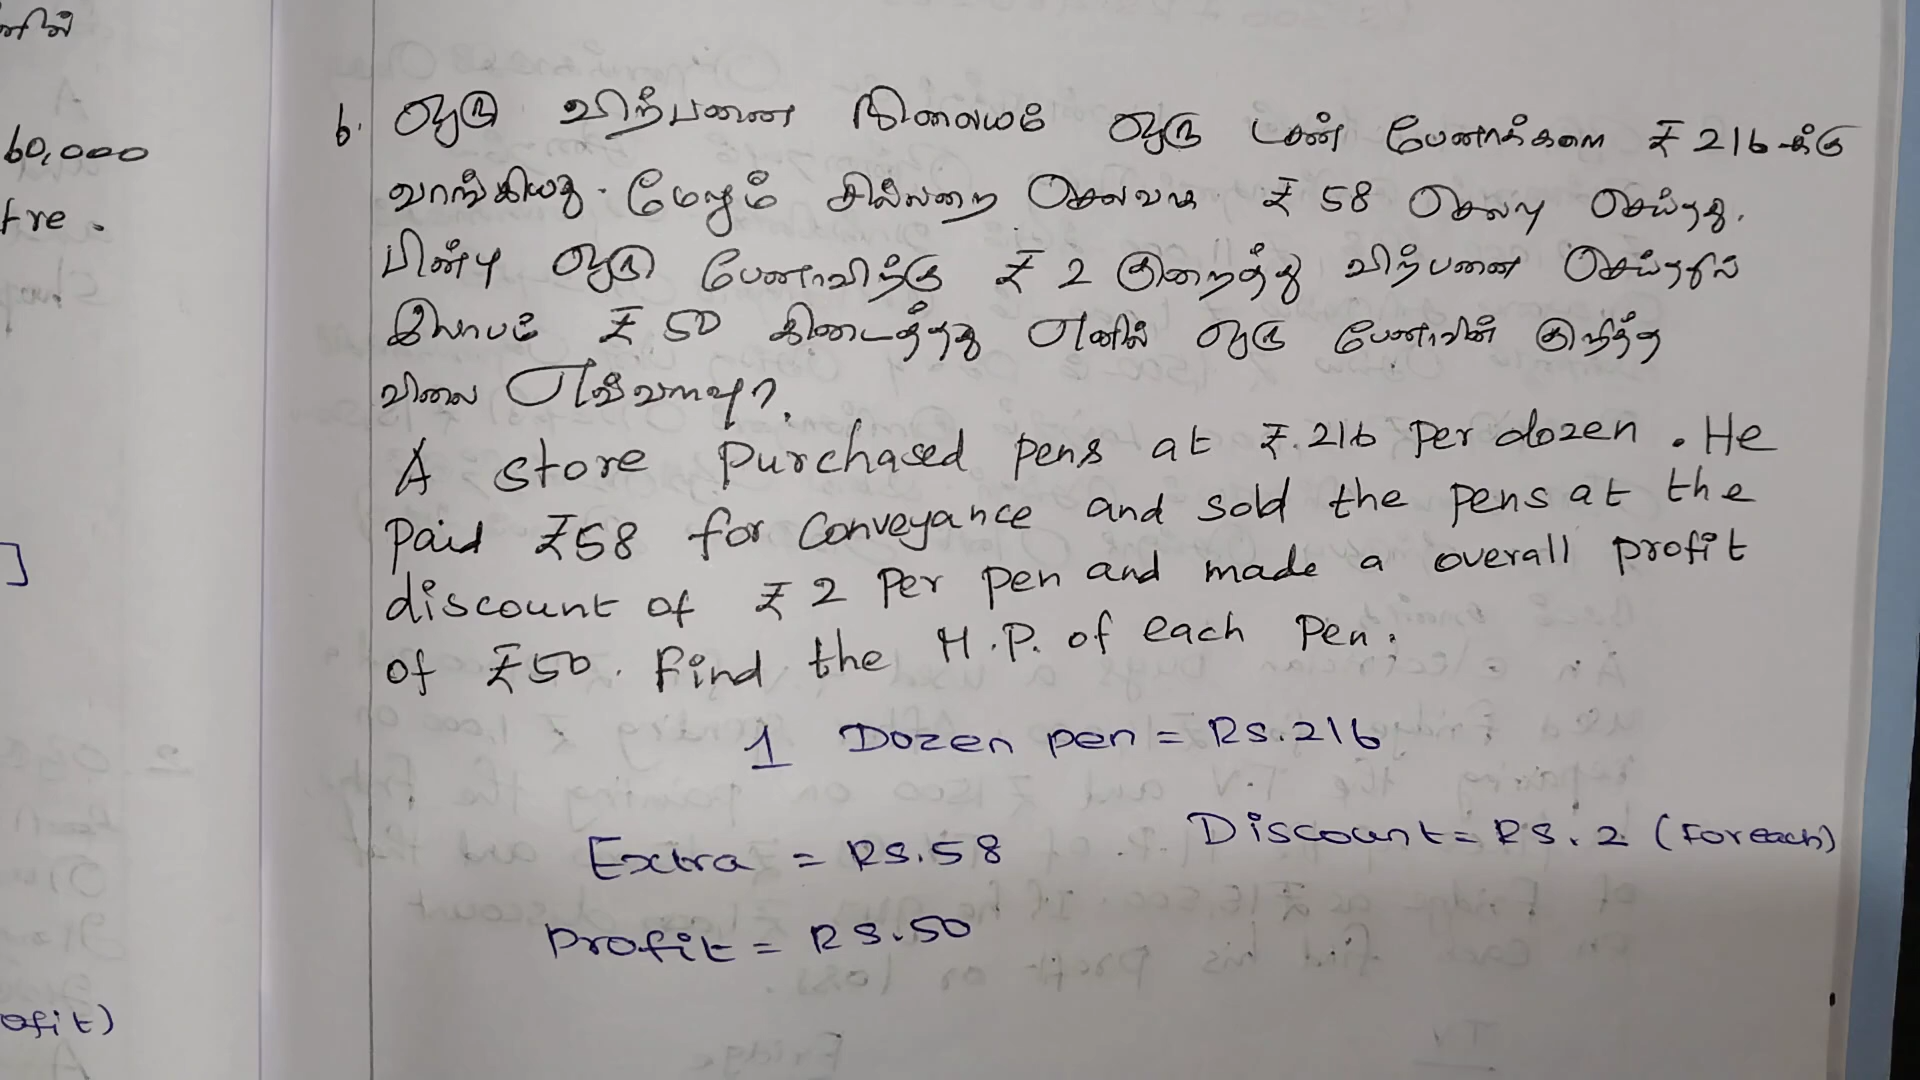 னில்
60,000
tre.
]
ofit)
6. ஒரு விற்பனை நிலையம் ஒரு டசன் பேனாக்களை ₹ 216-க்கு
வாங்கியது. மேலும் சில்லறை செலவாக ₹ 58 செலவு செய்தது.
பின்பு ஒரு பேனாவிற்கு ₹ 2 குறைத்து விற்பனை செய்ததில்
இலாபம் ₹ 50 கிடைத்தது எனில் ஒரு பேனாவின் குறித்த
விலை எவ்வளவு?
A store purchased pens at ₹.216 Per dozen. He
Paid ₹58 for Conveyance and sold the pens at the
discount of ₹2 Per pen and made a overall profit
of ₹50. Find the M.P. of each Pen.
1 Dozen pen = RS.216
Extra = RS.58 Discount = RS.2 (For each)
Profit = RS.50